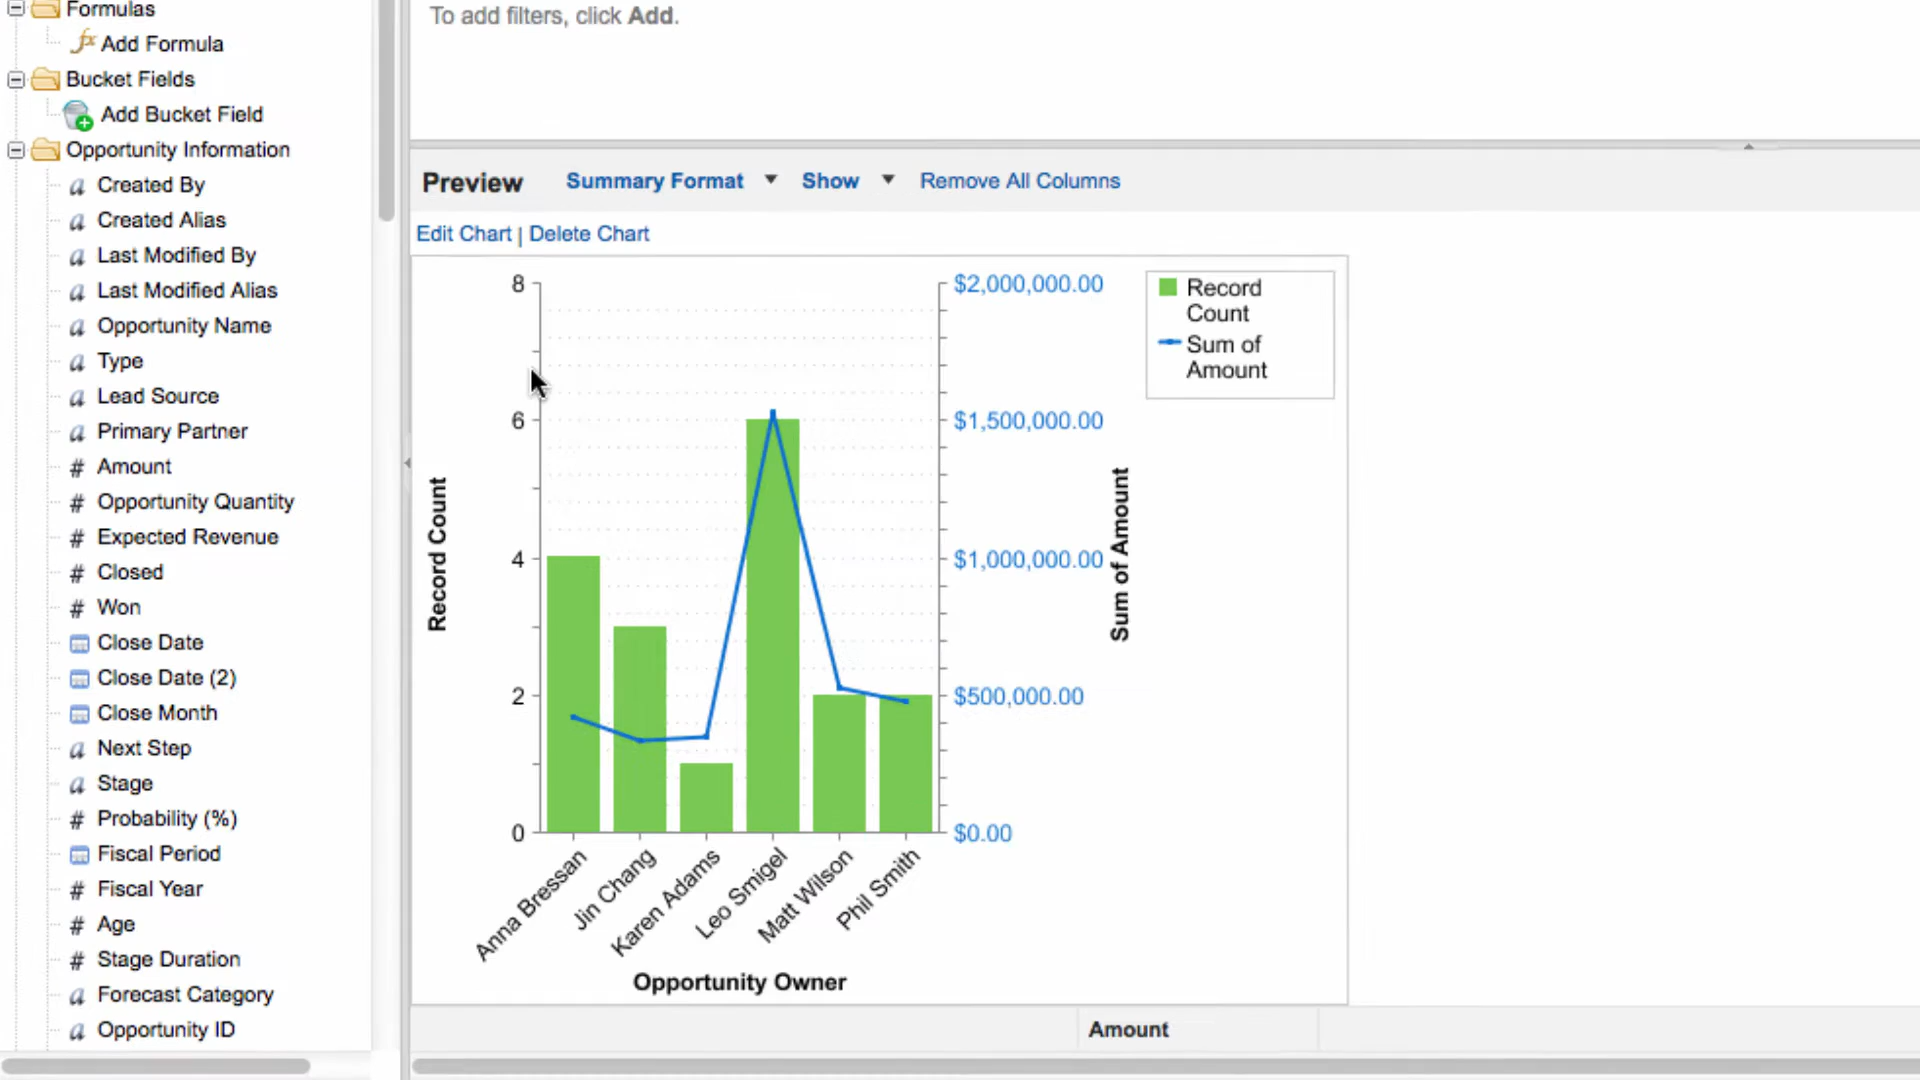 Formulas
Add Formula
Bucket Fields
Add Bucket Field
Opportunity Information
Created By
Created Alias
Last Modified By
Last Modified Alias
Opportunity Name
Type
Lead Source
Primary Partner
Amount
Opportunity Quantity
Expected Revenue
Closed
Won
Close Date
Close Date (2)
Close Month
Next Step
Stage
Probability (%)
Fiscal Period
Fiscal Year
Age
Stage Duration
Forecast Category
Opportunity ID
To add filters, click Add.
Preview Summary Format Show Remove All Columns
Edit Chart | Delete Chart
8
6
4
2
0
Record Count
$2,000,000.00
$1,500,000.00
$1,000,000.00
$500,000.00
$0.00
Sum of Amount
Record
Count
Sum of
Amount
Anna Bressan
Jin Chang
Karen Adams
Leo Smigel
Matt Wilson
Phil Smith
Opportunity Owner
Amount